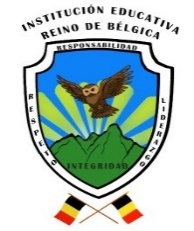 INSTITUCIÓN EDUCATIVA
REINO DE BÉLGICA
RESPONSABILIDAD
RESPETO
LIDERAZGO
INTEGRIDAD